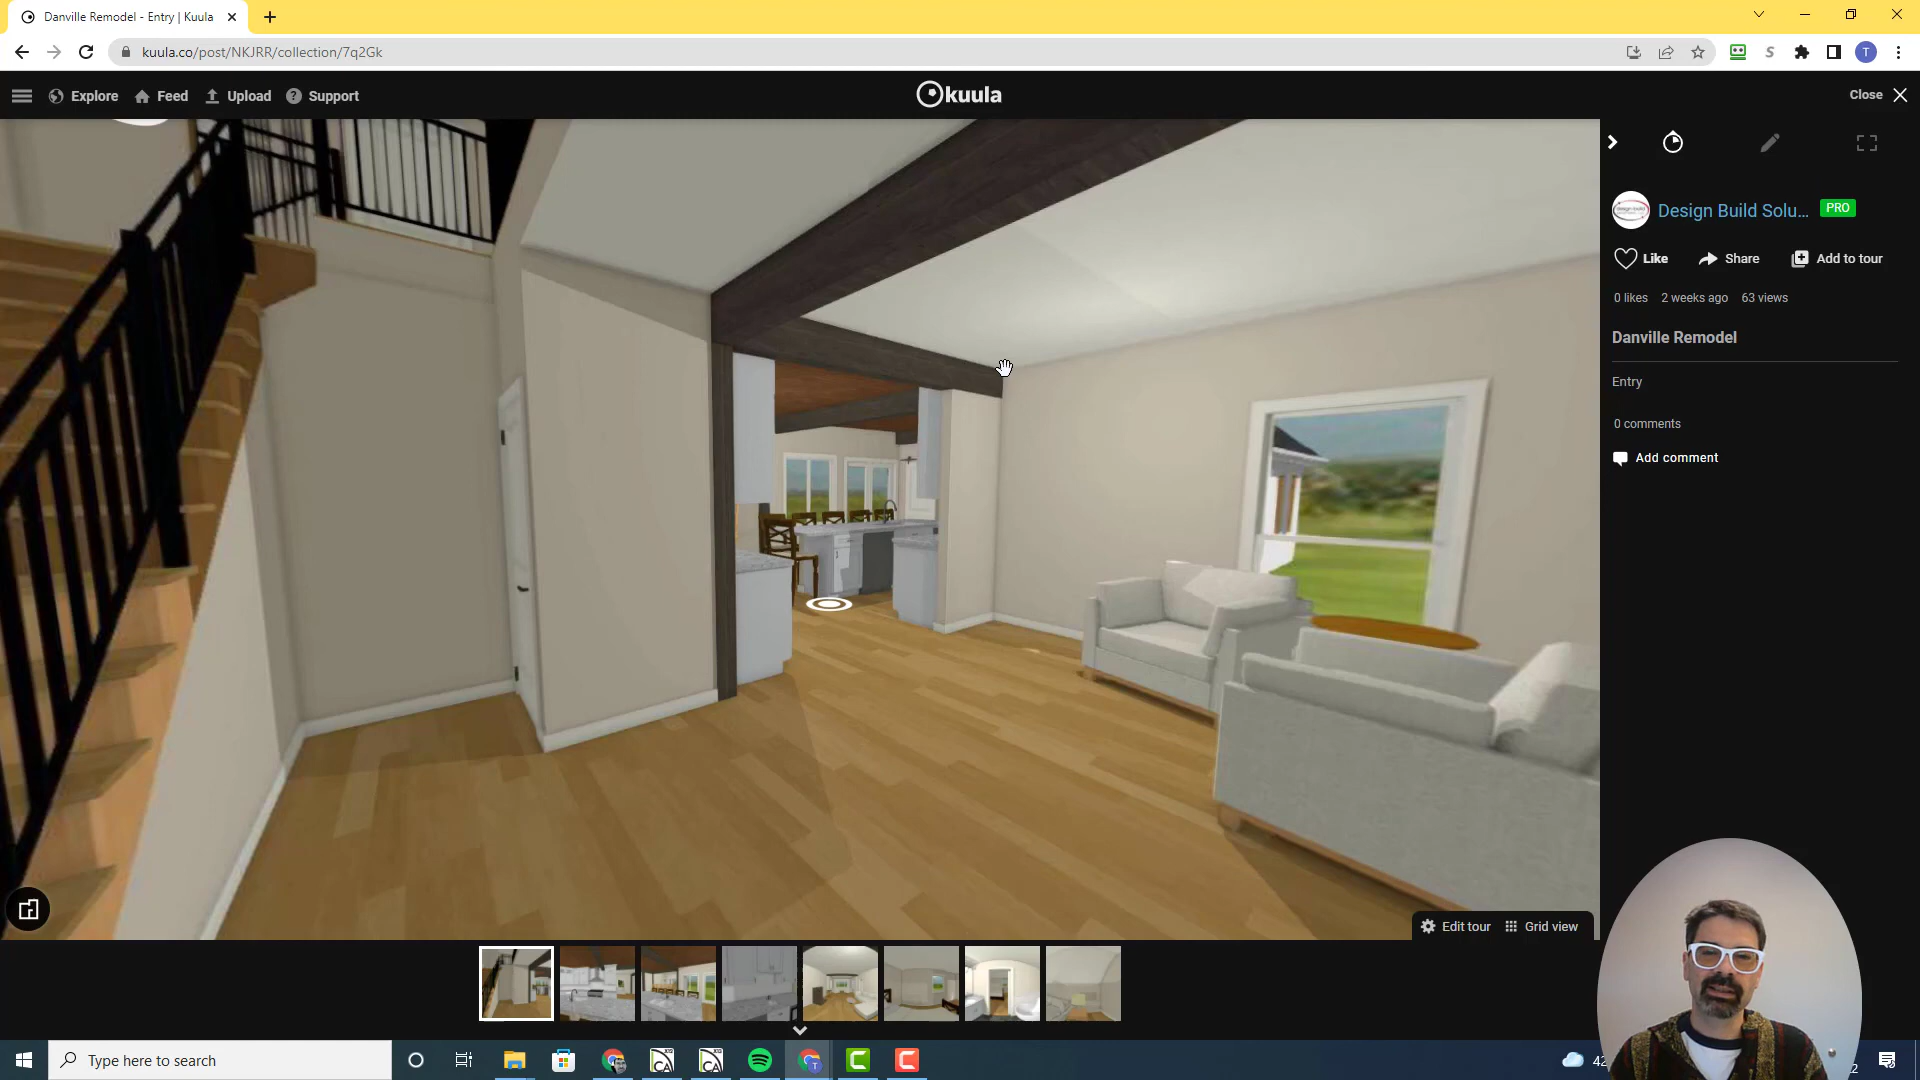 Danville Remodel - Entry | Kuula
kuula.co/post/NKJRR/collection/7q2Gk
T
Explore
Feed
Upload
Support
kuula
Close
Design Build Solu...
PRO
Like
Share
Add to tour
0 likes
2 weeks ago
63 views
Danville Remodel
Entry
0 comments
Add comment
Edit tour
Grid view
Type here to search